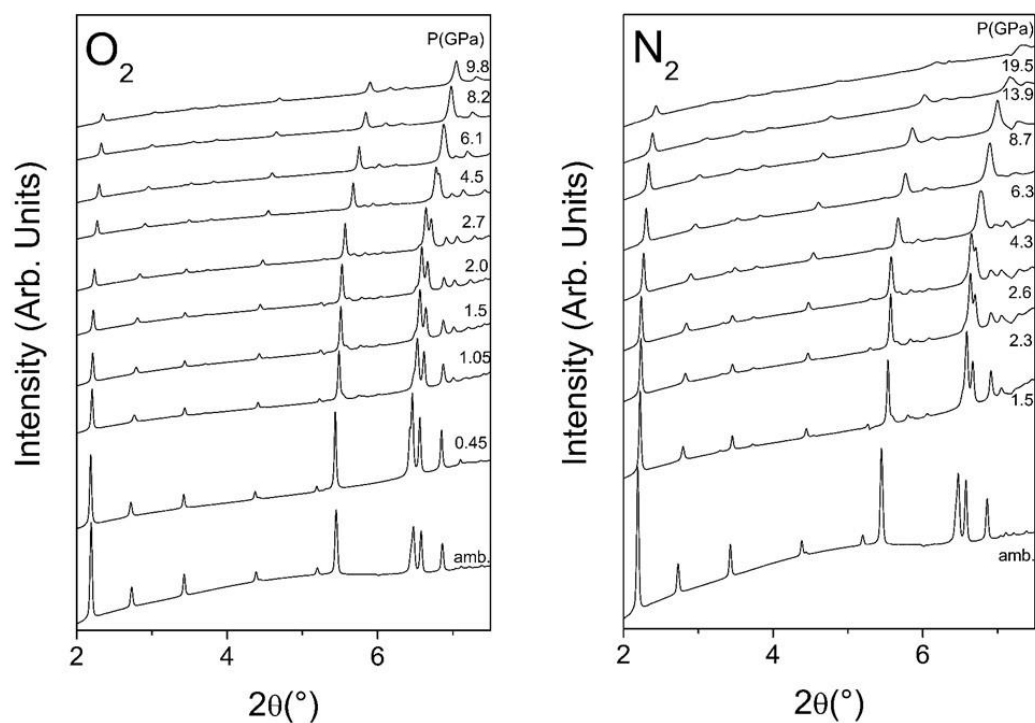 O2
P(GPa)
9.8
8.2
6.1
4.5
2.7
2.0
1.5
1.05
0.45
amb.
Intensity (Arb. Units)
2
4
6
2θ(°)
N2
P(GPa)
19.5
13.9
8.7
6.3
4.3
2.6
2.3
1.5
amb.
Intensity (Arb. Units)
2
4
6
2θ(°)